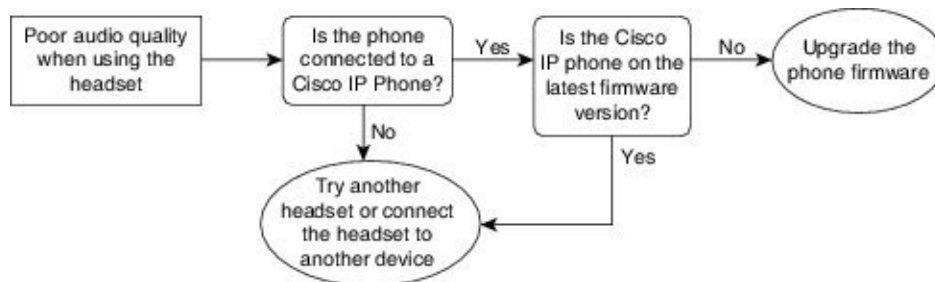 Poor audio quality
when using the
headset
Is the phone
connected to a
Cisco IP Phone?
Yes
Is the Cisco
IP phone on the
latest firmware
version?
No
Upgrade the
phone firmware
No
Yes
Try another
headset or connect
the headset to
another device